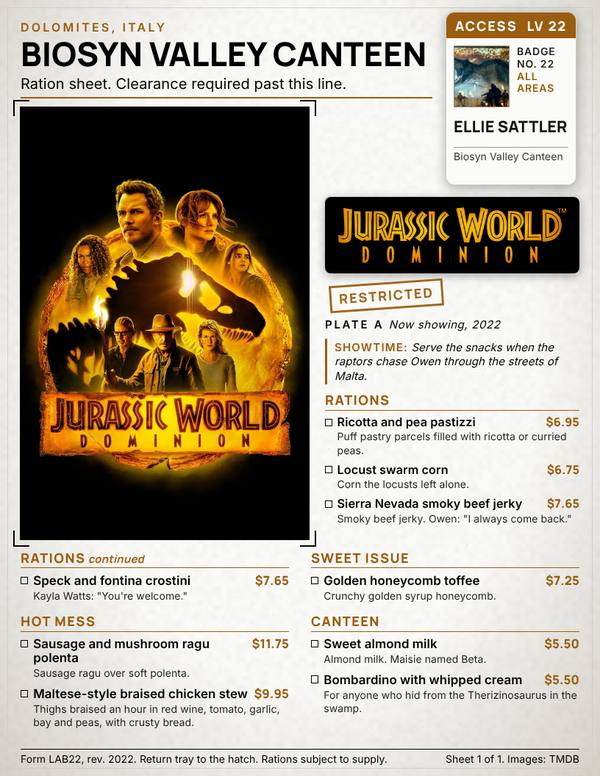 DOLOMITES, ITALY
BIOSYN VALLEY CANTEEN
Ration sheet. Clearance required past this line.
ACCESS LV 22
BADGE
NO. 22
ALL
AREAS
ELLIE SATTLER
Biosyn Valley Canteen
JURASSIC WORLD
DOMINION
JURASSIC WORLD™
DOMINION
RESTRICTED
PLATE A Now showing, 2022
SHOWTIME: Serve the snacks when the
raptors chase Owen through the streets of
Malta.
RATIONS
Ricotta and pea pastizzi $6.95
Puff pastry parcels filled with ricotta or curried
peas.
Locust swarm corn $6.75
Corn the locusts left alone.
Sierra Nevada smoky beef jerky $7.65
Smoky beef jerky. Owen: "I always come back."
RATIONS continued
Speck and fontina crostini $7.65
Kayla Watts: "You're welcome."
HOT MESS
Sausage and mushroom ragu $11.75
polenta
Sausage ragu over soft polenta.
Maltese-style braised chicken stew $9.95
Thighs braised an hour in red wine, tomato, garlic,
bay and peas, with crusty bread.
SWEET ISSUE
Golden honeycomb toffee $7.25
Crunchy golden syrup honeycomb.
CANTEEN
Sweet almond milk $5.50
Almond milk. Maisie named Beta.
Bombardino with whipped cream $5.50
For anyone who hid from the Therizinosaurus in the
swamp.
Form LAB22, rev. 2022. Return tray to the hatch. Rations subject to supply.
Sheet 1 of 1. Images: TMDB